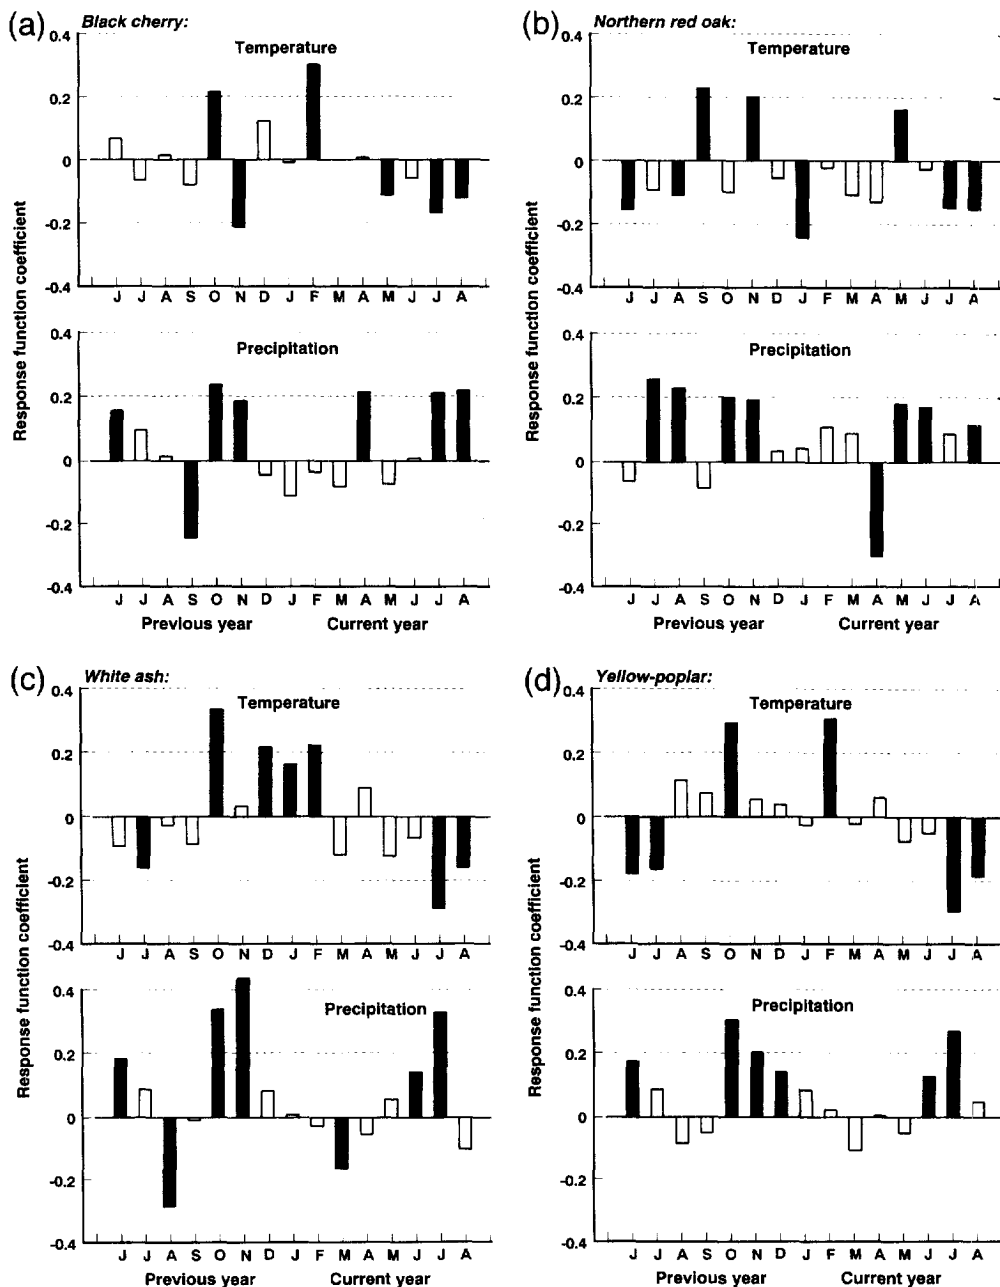 (a) Black cherry:
Temperature
0.4
0.2
0
-0.2
-0.4
J J A S O N D J F M A M J J A
Precipitation
0.4
0.2
0
-0.2
-0.4
J J A S O N D J F M A M J J A
Previous year Current year
Response function coefficient
(b) Northern red oak:
Temperature
0.4
0.2
0
-0.2
-0.4
J J A S O N D J F M A M J J A
Precipitation
0.4
0.2
0
-0.2
-0.4
J J A S O N D J F M A M J J A
Previous year Current year
Response function coefficient
(c) White ash:
Temperature
0.4
0.2
0
-0.2
-0.4
J J A S O N D J F M A M J J A
Precipitation
0.4
0.2
0
-0.2
-0.4
J J A S O N D J F M A M J J A
Previous year Current year
Response function coefficient
(d) Yellow-poplar:
Temperature
0.4
0.2
0
-0.2
-0.4
J J A S O N D J F M A M J J A
Precipitation
0.4
0.2
0
-0.2
-0.4
J J A S O N D J F M A M J J A
Previous year Current year
Response function coefficient